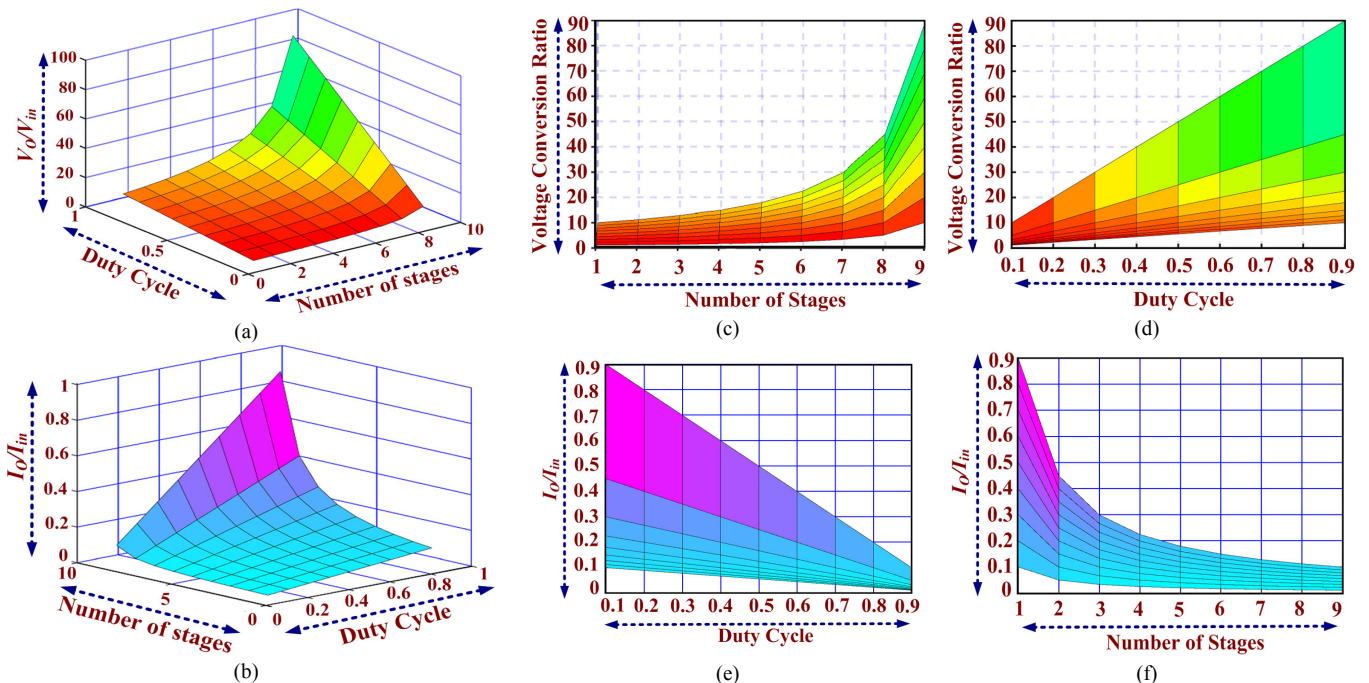 100
80
60
40
20
0
V_O/V_in
1
0.5
0
Duty Cycle
0
2
4
6
8
10
Number of stages
(a)
90
80
70
60
50
40
30
20
10
0
Voltage Conversion Ratio
1 2 3 4 5 6 7 8 9
Number of Stages
(c)
90
80
70
60
50
40
30
20
10
0
Voltage Conversion Ratio
0.1 0.2 0.3 0.4 0.5 0.6 0.7 0.8 0.9
Duty Cycle
(d)
1
0.8
0.6
0.4
0.2
0
I_O/I_in
10
5
0
Number of stages
0
0.2
0.4
0.6
0.8
1
Duty Cycle
(b)
0.9
0.8
0.7
0.6
0.5
0.4
0.3
0.2
0.1
0
I_O/I_in
0.1 0.2 0.3 0.4 0.5 0.6 0.7 0.8 0.9
Duty Cycle
(e)
0.9
0.8
0.7
0.6
0.5
0.4
0.3
0.2
0.1
0
I_O/I_in
1 2 3 4 5 6 7 8 9
Number of Stages
(f)